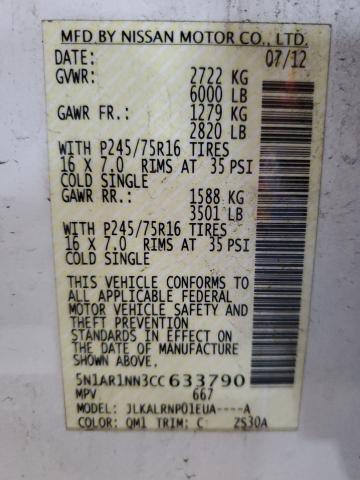 MFD.BY NISSAN MOTOR CO., LTD.
DATE: 07/12
GVWR: 2722 KG
6000 LB
GAWR FR.: 1279 KG
2820 LB
WITH P245/75R16 TIRES
16 X 7.0 RIMS AT 35 PSI
COLD SINGLE
GAWR RR.: 1588 KG
3501 LB
WITH P245/75R16 TIRES
16 X 7.0 RIMS AT 35 PSI
COLD SINGLE
THIS VEHICLE CONFORMS TO
ALL APPLICABLE FEDERAL
MOTOR VEHICLE SAFETY AND
THEFT PREVENTION
STANDARDS IN EFFECT ON
THE DATE OF MANUFACTURE
SHOWN ABOVE.
5N1AR1NN3CC633790
MPV 667
MODEL: JLKALRNP01EUA----A
COLOR: QM1 TRIM: C ZS30A